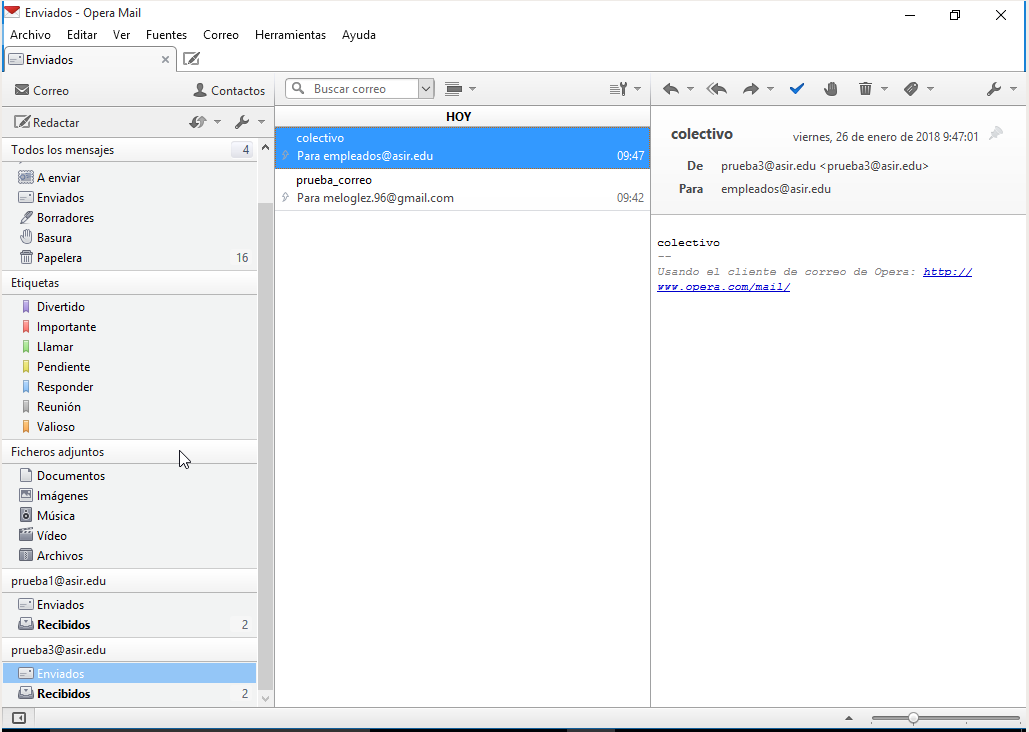 Enviados - Opera Mail
Archivo Editar Ver Fuentes Correo Herramientas Ayuda
Enviados
Correo Contactos
Redactar
Todos los mensajes 4
A enviar
Enviados
Borradores
Basura
Papelera 16
Etiquetas
Divertido
Importante
Llamar
Pendiente
Responder
Reunión
Valioso
Ficheros adjuntos
Documentos
Imágenes
Música
Vídeo
Archivos
prueba1@asir.edu
Enviados
Recibidos 2
prueba3@asir.edu
Enviados
Recibidos 2
Buscar correo
HOY
colectivo
Para empleados@asir.edu 09:47
prueba_correo
Para meloglez.96@gmail.com 09:42
colectivo viernes, 26 de enero de 2018 9:47:01
De prueba3@asir.edu <prueba3@asir.edu>
Para empleados@asir.edu
colectivo
--
Usando el cliente de correo de Opera: http://
www.opera.com/mail/